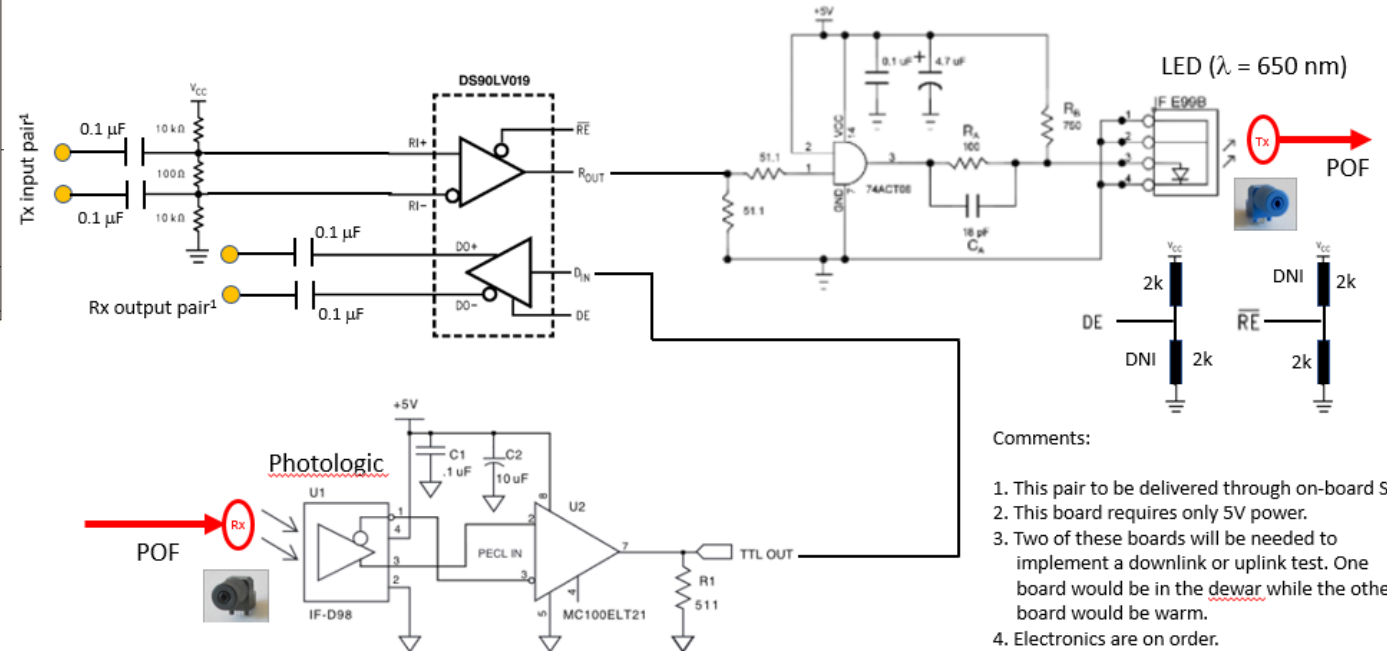 +5V
DS90LV019
LED (λ = 650 nm)
VCC
0.1 uF
+
4.7 uF
IF E99B
Tx input pair¹
0.1 µF
10 kΩ
RI+
RE
VCC
14
RB
750
1
2
3
4
Tx
POF
100Ω
ROUT
51.1
2
1
3
RA
100
74ACT08
GND
7
0.1 µF
10 kΩ
RI−
51.1
18 pF
CA
0.1 µF
DO+
DIN
Rx output pair¹
0.1 µF
DO−
DE
VCC
2k
DE
DNI
2k
VCC
DNI
2k
RE
2k
+5V
Photologic
C1
.1 uF
C2
10 uF
U1
1
4
3
2
8
U2
2
PECL IN
3
7
TTL OUT
R1
511
4
5
MC100ELT21
IF-D98
Rx
POF
Comments:
1. This pair to be delivered through on-board S
2. This board requires only 5V power.
3. Two of these boards will be needed to
implement a downlink or uplink test. One
board would be in the dewar while the othe
board would be warm.
4. Electronics are on order.